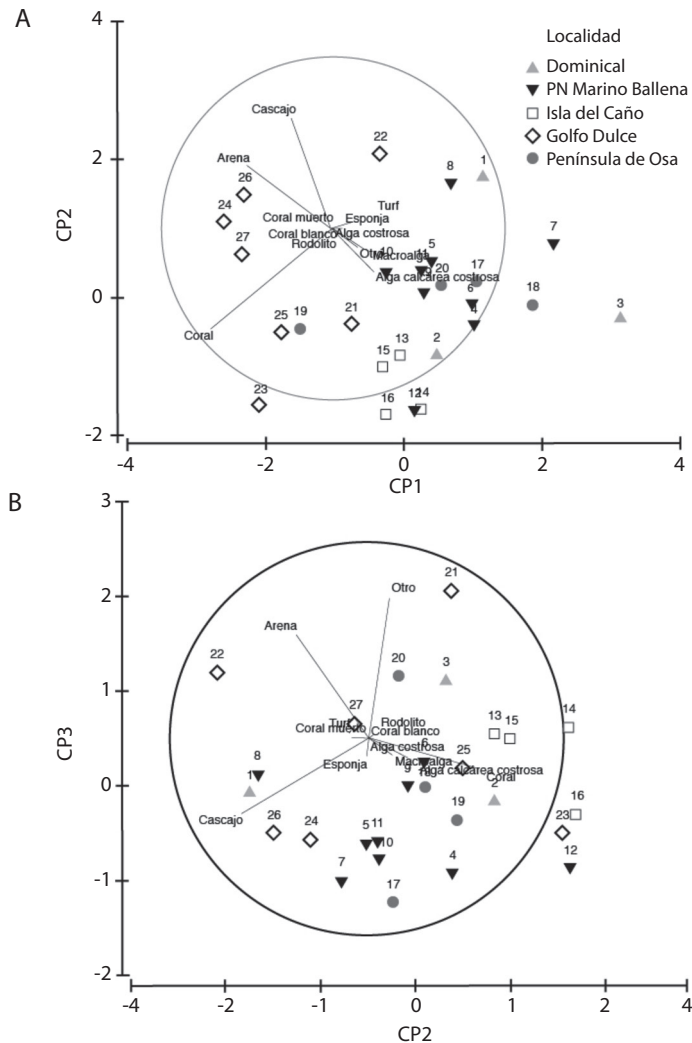 A
4
2
0
-2
CP2
-4
-2
0
2
4
CP1
Localidad
Dominical
PN Marino Ballena
Isla del Caño
Golfo Dulce
Península de Osa
Cascajo
Arena
Coral muerto
Coral blanco
Rodolito
Turf
Esponja
Alga costrosa
Otro
Macroalga
Alga calcárea costrosa
Coral
22
8
1
26
24
27
7
5
10
11
9
20
17
6
4
18
3
25
19
21
13
15
2
23
16
12
14
B
3
2
1
0
-1
-2
CP3
-4
-2
-1
0
1
2
4
CP2
Otro
Arena
Turf
Coral muerto
Rodolito
Coral blanco
Alga costrosa
Esponja
Macroalga
Alga calcárea costrosa
Coral
Cascajo
21
22
20
3
27
13
15
14
8
1
6
25
9
18
2
16
26
24
5
11
10
19
23
7
4
12
17